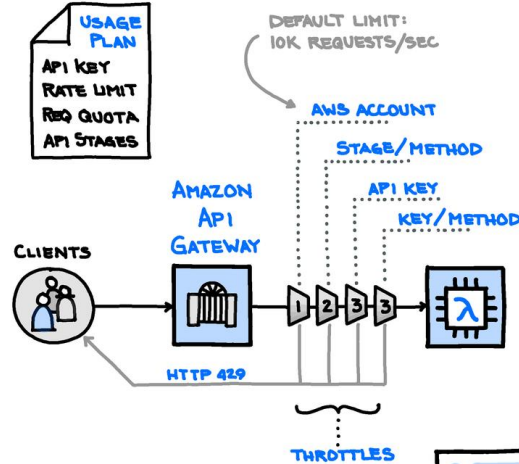 USAGE
PLAN
API KEY
RATE LIMIT
REQ QUOTA
API STAGES
DEFAULT LIMIT:
10K REQUESTS/SEC
AWS ACCOUNT
STAGE/METHOD
API KEY
KEY/METHOD
AMAZON
API
GATEWAY
CLIENTS
1 2 3 3
λ
HTTP 429
THROTTLES